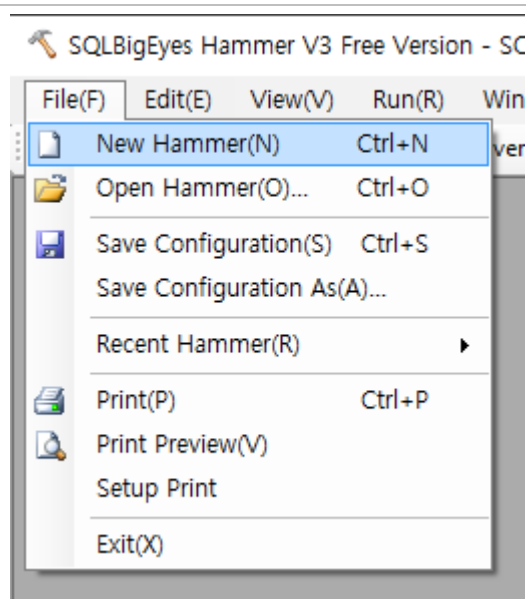 SQLBigEyes Hammer V3 Free Version - SQ
File(F) Edit(E) View(V) Run(R) Win
New Hammer(N) Ctrl+N
Open Hammer(O)... Ctrl+O
Save Configuration(S) Ctrl+S
Save Configuration As(A)...
Recent Hammer(R)
Print(P) Ctrl+P
Print Preview(V)
Setup Print
Exit(X)